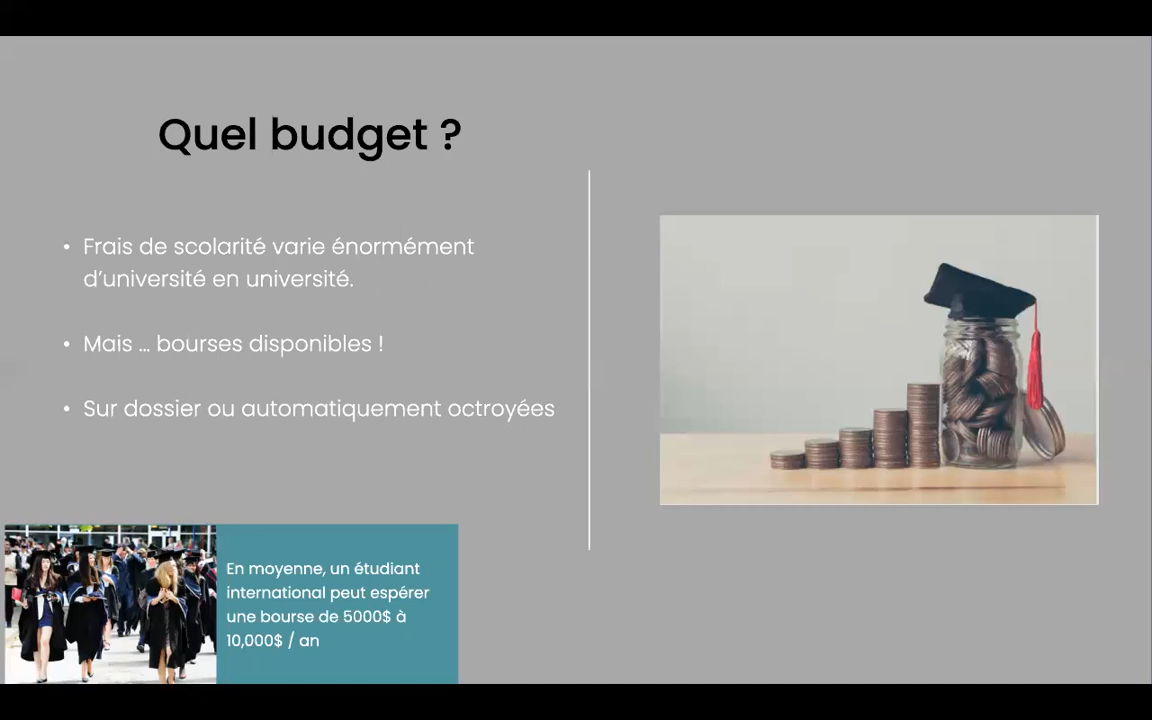 Quel budget ?
• Frais de scolarité varie énormément
d'université en université.
• Mais ... bourses disponibles !
• Sur dossier ou automatiquement octroyées
En moyenne, un étudiant
international peut espérer
une bourse de 5000$ à
10,000$ / an